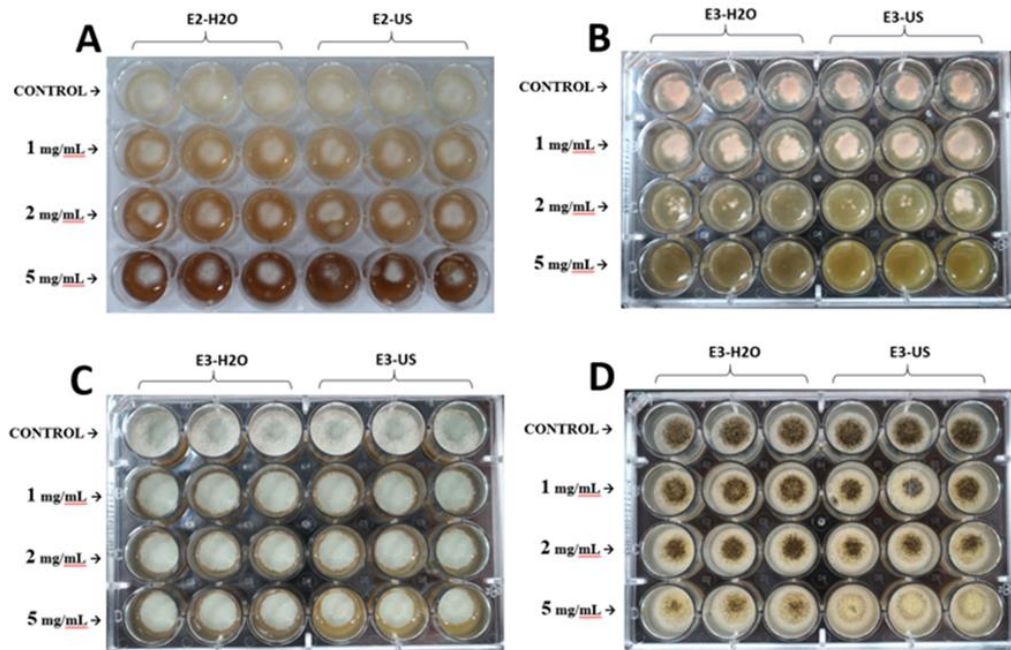 A
E2-H2O E2-US
CONTROL →
1 mg/mL →
2 mg/mL →
5 mg/mL →
B
E3-H2O E3-US
CONTROL →
1 mg/mL →
2 mg/mL →
5 mg/mL →
C
E3-H2O E3-US
CONTROL →
1 mg/mL →
2 mg/mL →
5 mg/mL →
D
E3-H2O E3-US
CONTROL →
1 mg/mL →
2 mg/mL →
5 mg/mL →